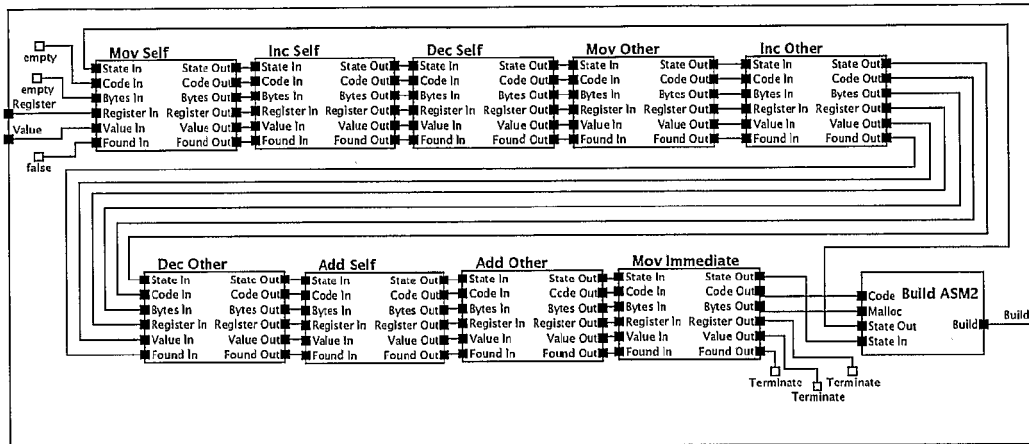 Mov Self Inc Self Dec Self Mov Other Inc Other
empty
empty
Register
Value
false
State In State Out State In State Out State In State Out State In State Out State In State Out
Code In Code Out Code In Code Out Code In Code Out Code In Code Out Code In Code Out
Bytes In Bytes Out Bytes In Bytes Out Bytes In Bytes Out Bytes In Bytes Out Bytes In Bytes Out
Register In Register Out Register In Register Out Register In Register Out Register In Register Out Register In Register Out
Value In Value Out Value In Value Out Value In Value Out Value In Value Out Value In Value Out
Found In Found Out Found In Found Out Found In Found Out Found In Found Out Found In Found Out
Dec Other Add Self Add Other Mov Immediate
State In State Out State In State Out State In State Out State In State Out
Code In Code Out Code In Code Out Code In Code Out Code In Code Out
Bytes In Bytes Out Bytes In Bytes Out Bytes In Bytes Out Bytes In Bytes Out
Register In Register Out Register In Register Out Register In Register Out Register In Register Out
Value In Value Out Value In Value Out Value In Value Out Value In Value Out
Found In Found Out Found In Found Out Found In Found Out Found In Found Out
Code Build ASM2
Malloc
State Out Build Build
State In
Terminate Terminate
Terminate